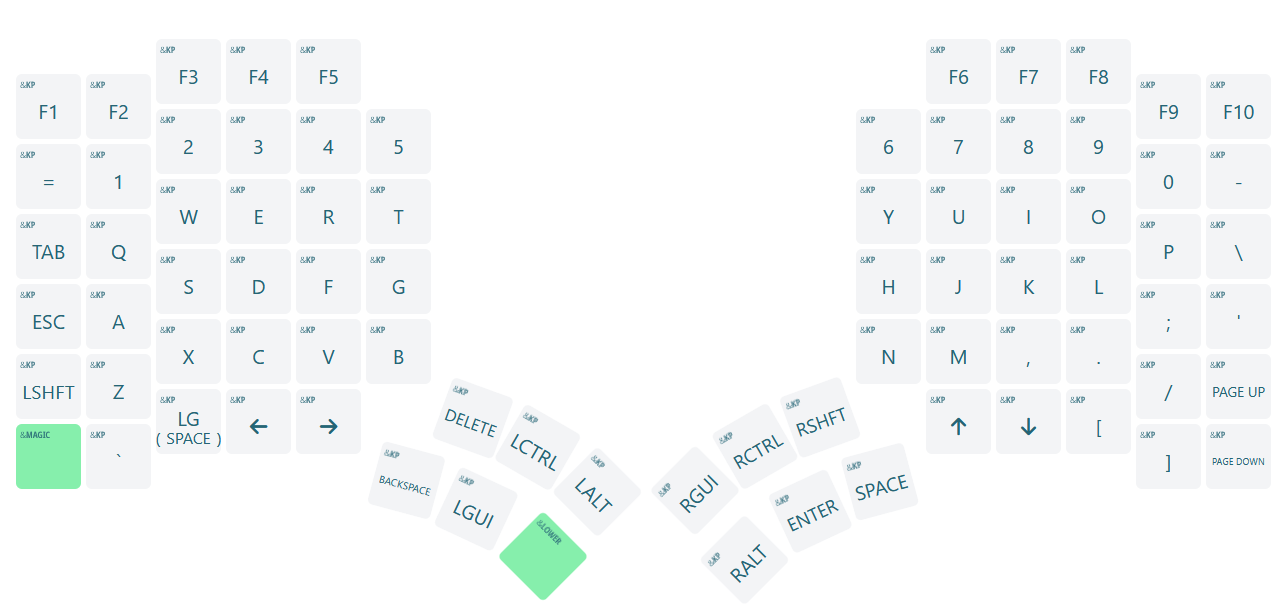 &KP F3
&KP F4
&KP F5
&KP F6
&KP F7
&KP F8
&KP F1
&KP F2
&KP F9
&KP F10
&KP 2
&KP 3
&KP 4
&KP 5
&KP 6
&KP 7
&KP 8
&KP 9
&KP =
&KP 1
&KP 0
&KP -
&KP W
&KP E
&KP R
&KP T
&KP Y
&KP U
&KP I
&KP O
&KP TAB
&KP Q
&KP P
&KP \
&KP S
&KP D
&KP F
&KP G
&KP H
&KP J
&KP K
&KP L
&KP ESC
&KP A
&KP ;
&KP '
&KP X
&KP C
&KP V
&KP B
&KP N
&KP M
&KP ,
&KP .
&KP LSHFT
&KP Z
&KP /
&KP PAGE UP
&KP LG
( SPACE )
&KP ←
&KP →
&KP ↑
&KP ↓
&KP [
&MAGIC
&KP `
&KP ]
&KP PAGE DOWN
&KP DELETE
&KP LCTRL
&KP LALT
&KP RGUI
&KP RCTRL
&KP RSHFT
&KP BACKSPACE
&KP LGUI
&LOWER
&KP RALT
&KP ENTER
&KP SPACE